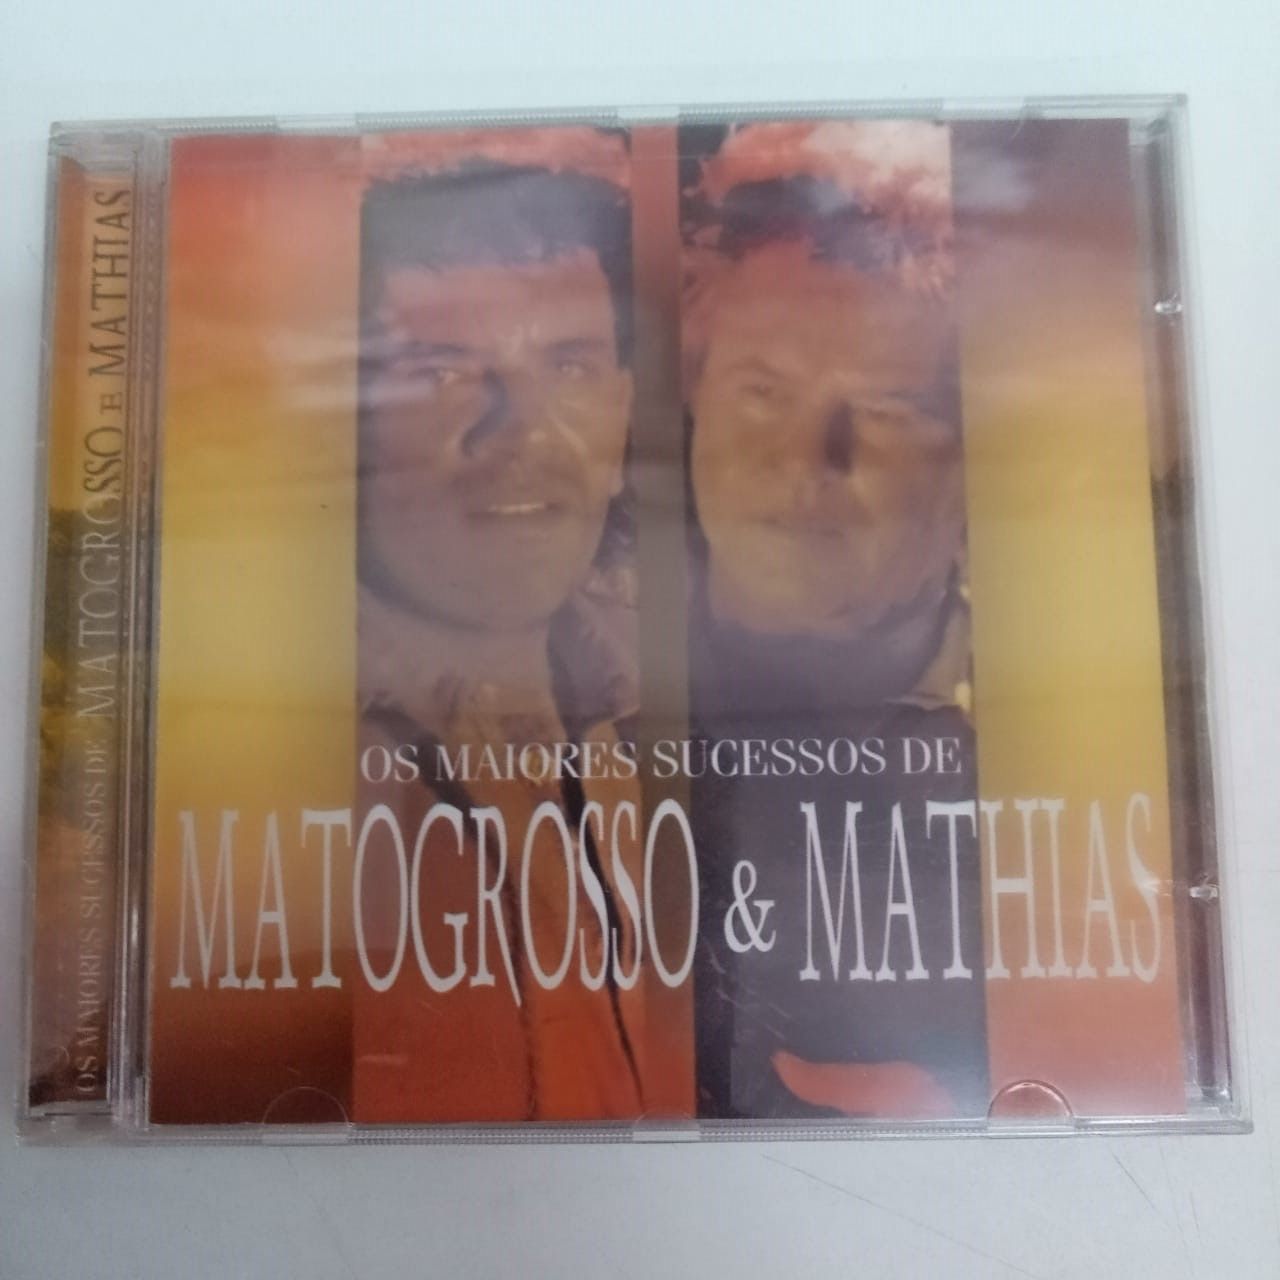 OS MAIORES SUCESSOS DE MATOGROSSO E MATHIAS
OS MAIORES SUCESSOS DE
MATOGROSSO & MATHIAS